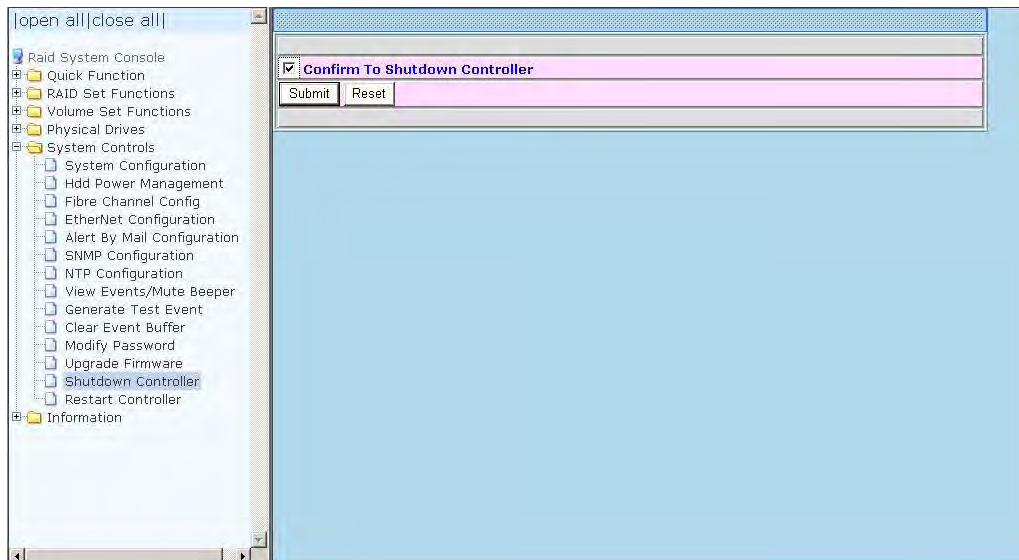 |open all|close all|
Raid System Console
Quick Function
RAID Set Functions
Volume Set Functions
Physical Drives
System Controls
System Configuration
Hdd Power Management
Fibre Channel Config
EtherNet Configuration
Alert By Mail Configuration
SNMP Configuration
NTP Configuration
View Events/Mute Beeper
Generate Test Event
Clear Event Buffer
Modify Password
Upgrade Firmware
Shutdown Controller
Restart Controller
Information
Confirm To Shutdown Controller
Submit Reset